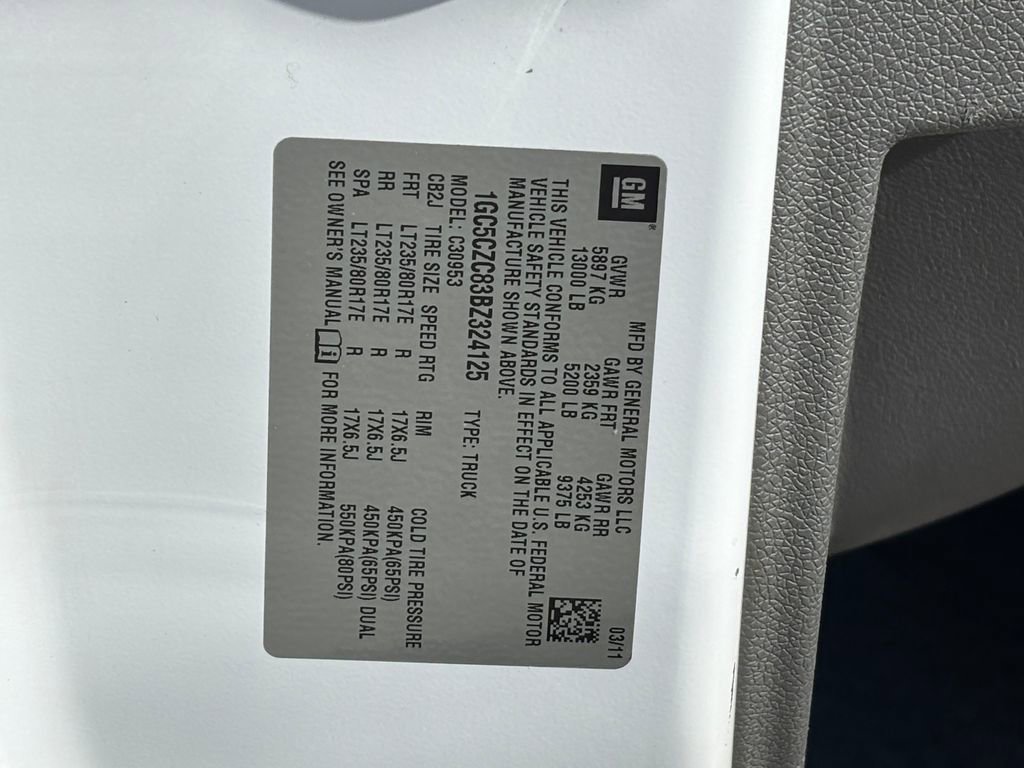 GM®
MFD BY GENERAL MOTORS LLC 03/11
GVWR GAWR FRT GAWR RR
5897 KG 2359 KG 4253 KG
13000 LB 5200 LB 9375 LB
THIS VEHICLE CONFORMS TO ALL APPLICABLE U.S. FEDERAL MOTOR
VEHICLE SAFETY STANDARDS IN EFFECT ON THE DATE OF
MANUFACTURE SHOWN ABOVE.
1GC5CZC83BZ324125 TYPE: TRUCK
MODEL: C30953
CB2J TIRE SIZE SPEED RTG RIM COLD TIRE PRESSURE
FRT LT235/80R17E R 17X6.5J 450KPA(65PSI)
RR LT235/80R17E R 17X6.5J 450KPA(65PSI) DUAL
SPA LT235/80R17E R 17X6.5J 550KPA(80PSI)
SEE OWNER'S MANUAL i FOR MORE INFORMATION.